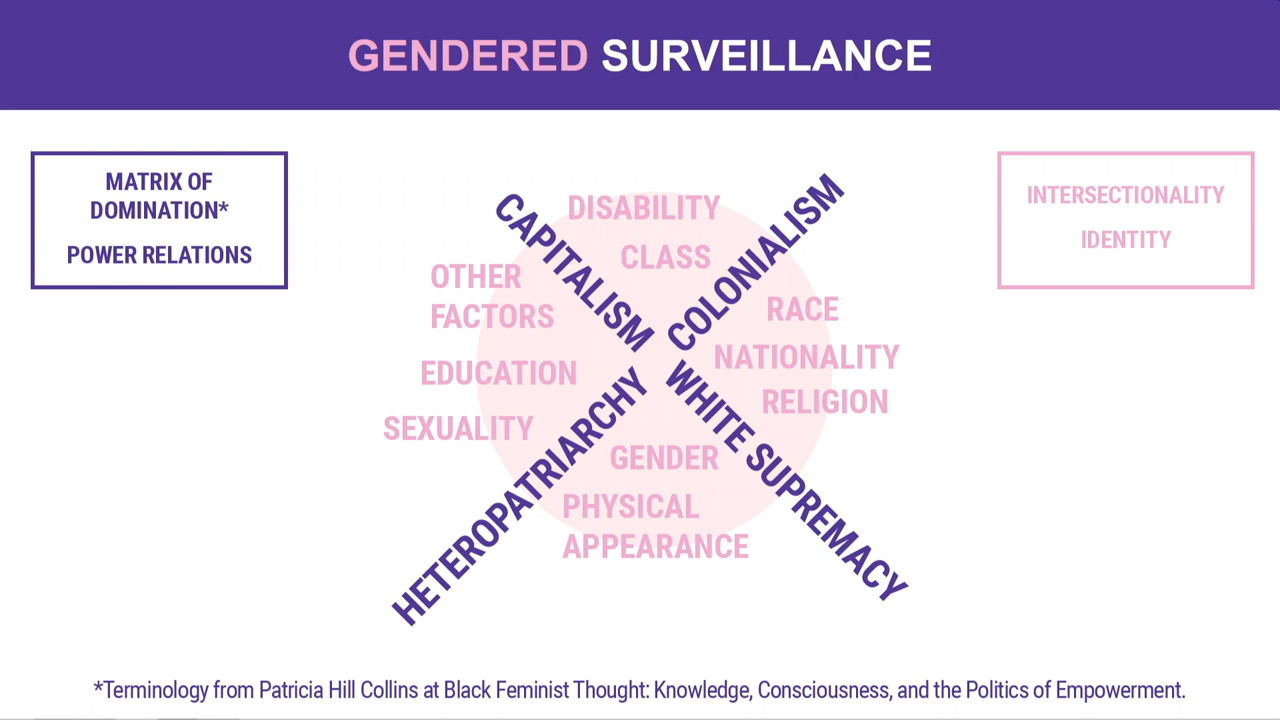 GENDERED SURVEILLANCE
MATRIX OF
DOMINATION*
POWER RELATIONS
INTERSECTIONALITY
IDENTITY
CAPITALISM
COLONIALISM
HETEROPATRIARCHY
WHITE SUPREMACY
DISABILITY
CLASS
OTHER
FACTORS
EDUCATION
SEXUALITY
RACE
NATIONALITY
RELIGION
GENDER
PHYSICAL
APPEARANCE
*Terminology from Patricia Hill Collins at Black Feminist Thought: Knowledge, Consciousness, and the Politics of Empowerment.